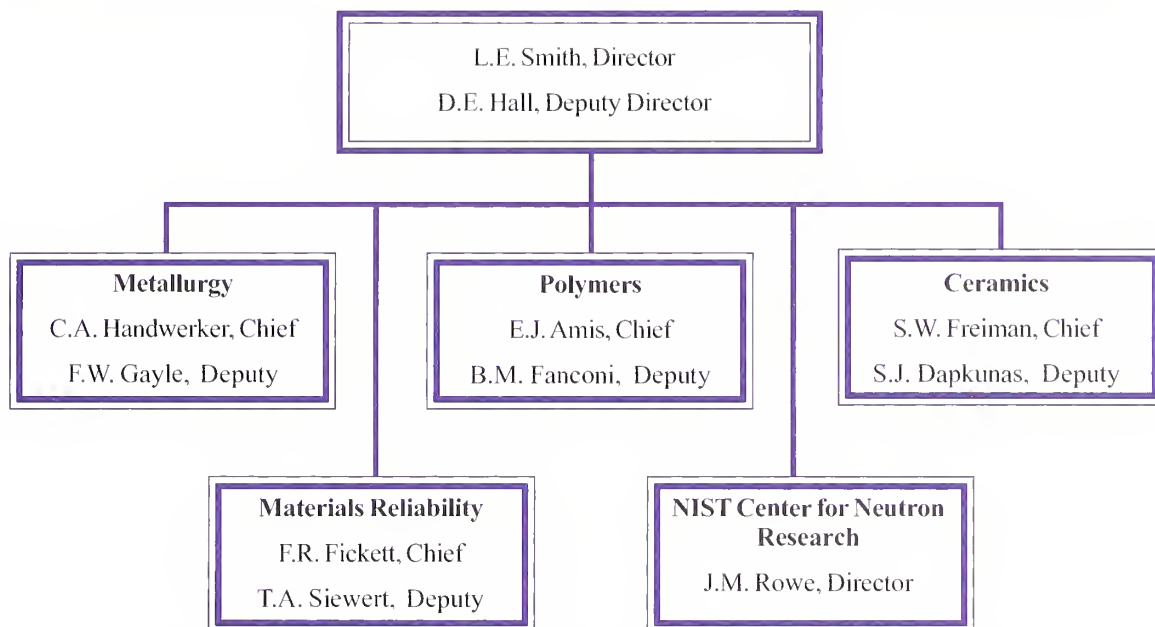 L.E. Smith, Director
D.E. Hall, Deputy Director
Metallurgy
C.A. Handwerker, Chief
F.W. Gayle, Deputy
Polymers
E.J. Amis, Chief
B.M. Fanconi, Deputy
Ceramics
S.W. Freiman, Chief
S.J. Dapkunas, Deputy
Materials Reliability
F.R. Fickett, Chief
T.A. Siewert, Deputy
NIST Center for Neutron
Research
J.M. Rowe, Director